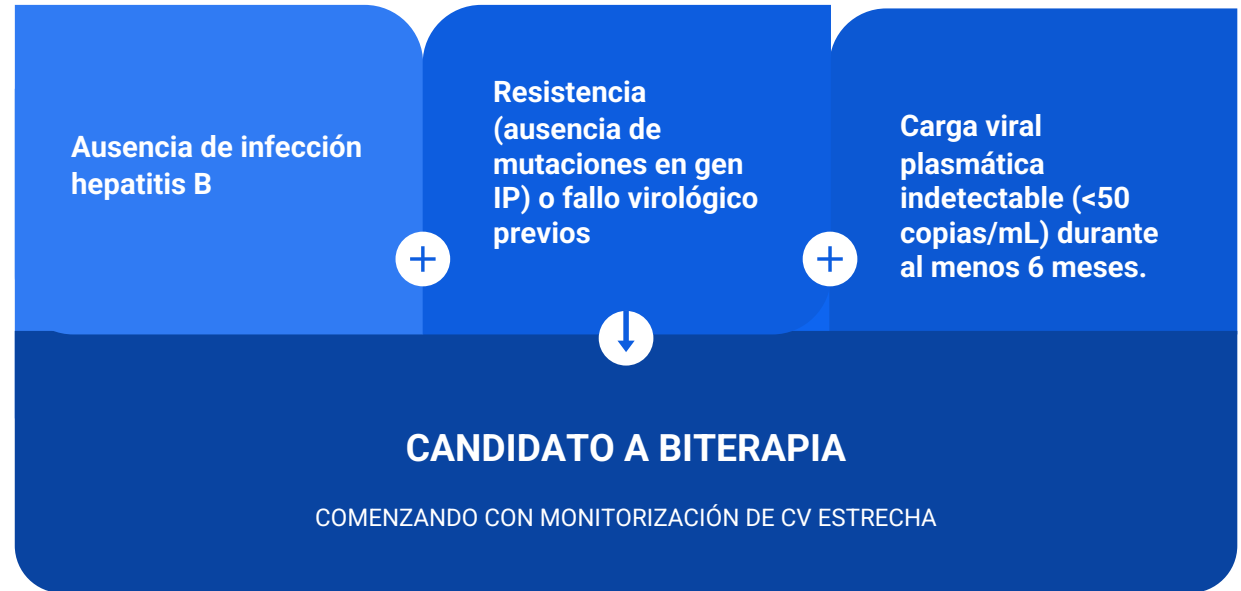 Ausencia de infección
hepatitis B
Resistencia
(ausencia de
mutaciones en gen
IP) o fallo virológico
previos
Carga viral
plasmática
indetectable (<50
copias/mL) durante
al menos 6 meses.
CANDIDATO A BITERAPIA
COMENZANDO CON MONITORIZACIÓN DE CV ESTRECHA